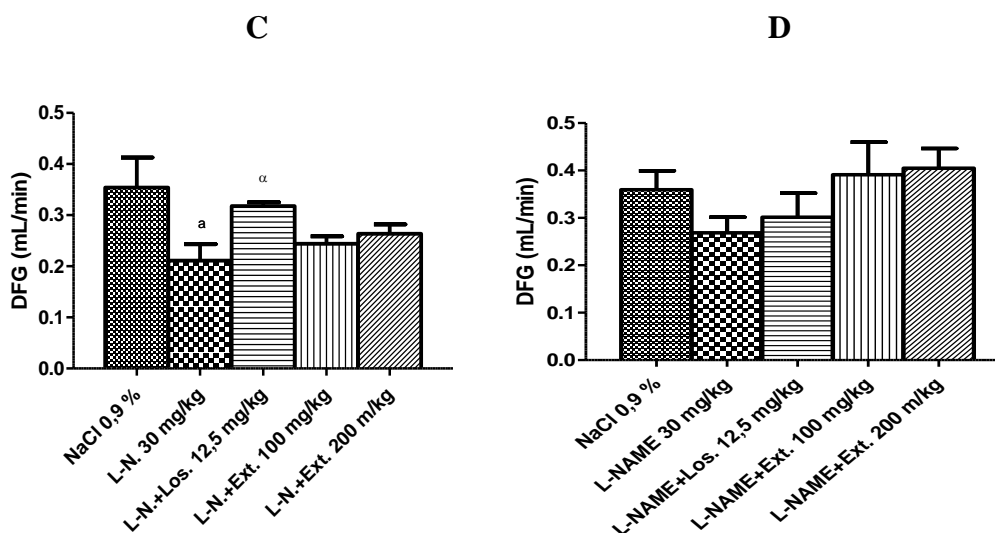 C
D
DFG (mL/min)
0.5
0.4
0.3
0.2
0.1
0.0
a
α
NaCl 0,9 %
L-N. 30 mg/kg
L-N.+Los. 12,5 mg/kg
L-N.+Ext. 100 mg/kg
L-N.+Ext. 200 m/kg
DFG (mL/min)
0.5
0.4
0.3
0.2
0.1
0.0
NaCl 0,9 %
L-NAME 30 mg/kg
L-NAME+Los. 12,5 mg/kg
L-NAME+Ext. 100 mg/kg
L-NAME+Ext. 200 m/kg